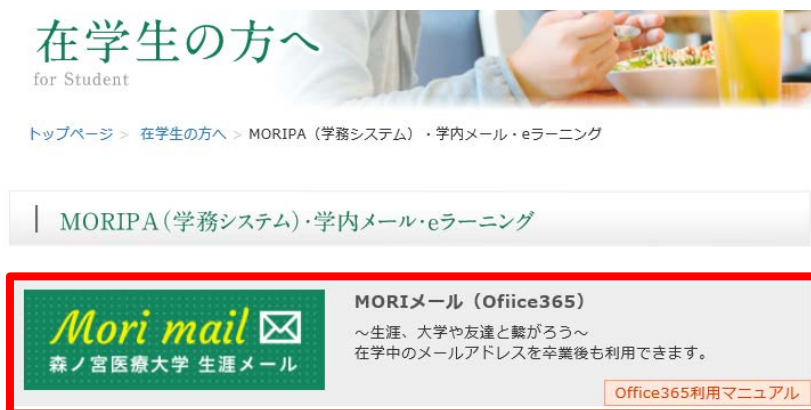 在学生の方へ
for Student
トップページ > 在学生の方へ > MORIPA（学務システム）・学内メール・eラーニング
MORIPA(学務システム)・学内メール・eラーニング
Mori mail
森ノ宮医療大学 生涯メール
MORIメール（Ofiice365）
～生涯、大学や友達と繋がろう～
在学中のメールアドレスを卒業後も利用できます。
Office365利用マニュアル